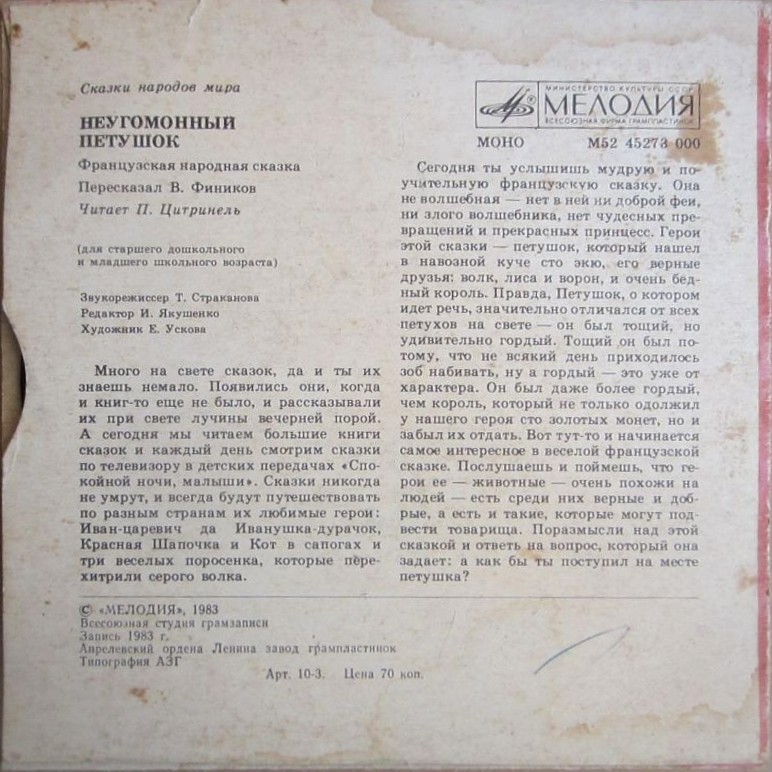 Сказки народов мира
НЕУГОМОННЫЙ
ПЕТУШОК
Французская народная сказка
Пересказал В. Фиников
Читает П. Цитринель
(для старшего дошкольного
и младшего школьного возраста)
Звукорежиссер Т. Страканова
Редактор И. Якушенко
Художник Е. Ускова
Много на свете сказок, да и ты их
знаешь немало. Появились они, когда
и книг-то еще не было, и рассказывали
их при свете лучины вечерней порой.
А сегодня мы читаем большие книги
сказок и каждый день смотрим сказки
по телевизору в детских передачах «Спо-
койной ночи, малыши». Сказки никогда
не умрут, и всегда будут путешествовать
по разным странам их любимые герои:
Иван-царевич да Иванушка-дурачок,
Красная Шапочка и Кот в сапогах и
три веселых поросенка, которые пере-
хитрили серого волка.
МИНИСТЕРСТВО КУЛЬТУРЫ СССР
МЕЛОДИЯ
ВСЕСОЮЗНАЯ ФИРМА ГРАМПЛАСТИНОК
МОНО М52 45273 000
Сегодня ты услышишь мудрую и по-
учительную французскую сказку. Она
не волшебная — нет в ней ни доброй феи,
ни злого волшебника, нет чудесных пре-
вращений и прекрасных принцесс. Герои
этой сказки — петушок, который нашел
в навозной куче сто экю, его верные
друзья: волк, лиса и ворон, и очень бед-
ный король. Правда, Петушок, о котором
идет речь, значительно отличался от всех
петухов на свете — он был тощий, но
удивительно гордый. Тощий он был по-
тому, что не всякий день приходилось
зоб набивать, ну а гордый — это уже от
характера. Он был даже более гордый,
чем король, который не только одолжил
у нашего героя сто золотых монет, но и
забыл их отдать. Вот тут-то и начинается
самое интересное в веселой французской
сказке. Послушаешь и поймешь, что ге-
рои ее — животные — очень похожи на
людей — есть среди них верные и доб-
рые, а есть и такие, которые могут под-
вести товарища. Поразмысли над этой
сказкой и ответь на вопрос, который она
задает: а как бы ты поступил на месте
петушка?
© «МЕЛОДИЯ», 1983
Всесоюзная студия грамзаписи
Запись 1983 г.
Апрелевский ордена Ленина завод грампластинок
Типография АЗГ
Арт. 10-3. Цена 70 коп.